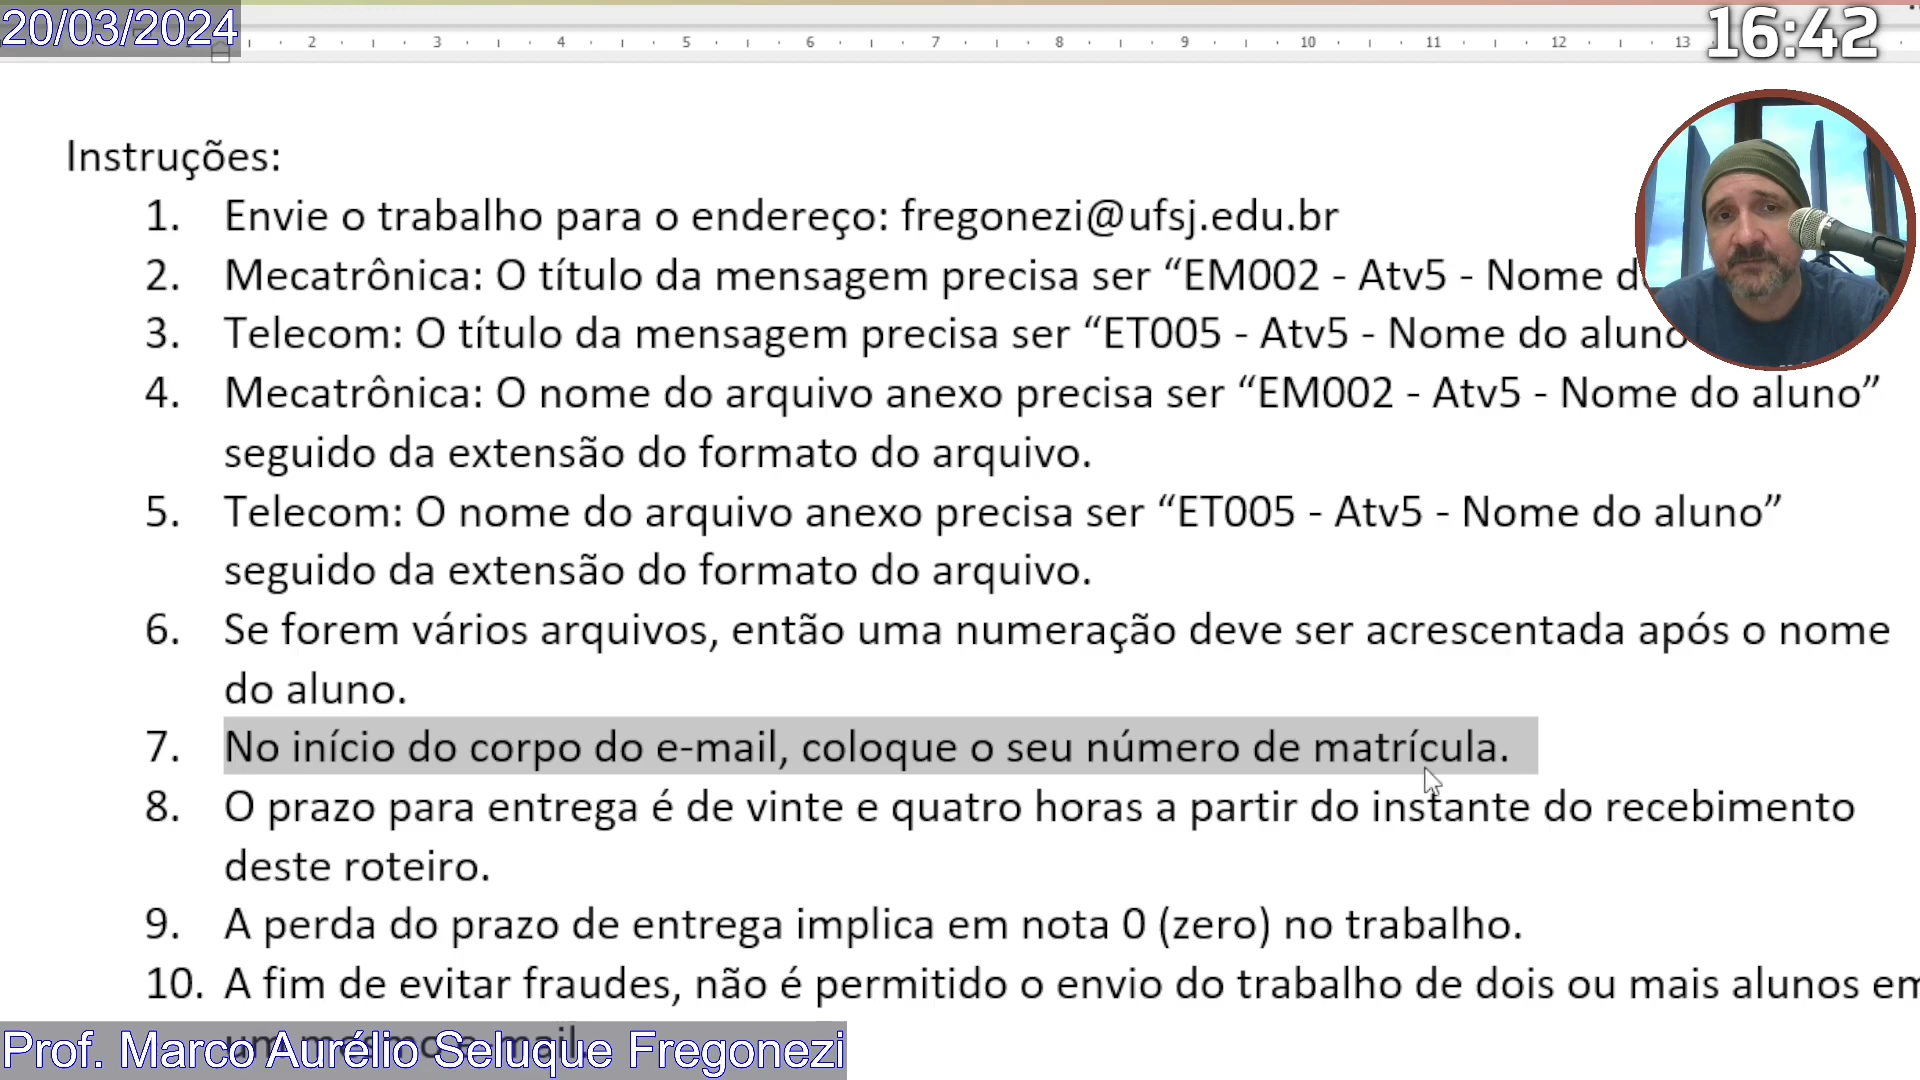 20/03/2024
1 2 3 4 5 6 7 8 9 10 11 12 13
16:42
Instruções:
1. Envie o trabalho para o endereço: fregonezi@ufsj.edu.br
2. Mecatrônica: O título da mensagem precisa ser “EM002 - Atv5 - Nome d
3. Telecom: O título da mensagem precisa ser “ET005 - Atv5 - Nome do aluno
4. Mecatrônica: O nome do arquivo anexo precisa ser “EM002 - Atv5 - Nome do aluno”
seguido da extensão do formato do arquivo.
5. Telecom: O nome do arquivo anexo precisa ser “ET005 - Atv5 - Nome do aluno”
seguido da extensão do formato do arquivo.
6. Se forem vários arquivos, então uma numeração deve ser acrescentada após o nome
do aluno.
7. No início do corpo do e-mail, coloque o seu número de matrícula.
8. O prazo para entrega é de vinte e quatro horas a partir do instante do recebimento
deste roteiro.
9. A perda do prazo de entrega implica em nota 0 (zero) no trabalho.
10. A fim de evitar fraudes, não é permitido o envio do trabalho de dois ou mais alunos em
um mesmo e-mail.
Prof. Marco Aurélio Seluque Fregonezi